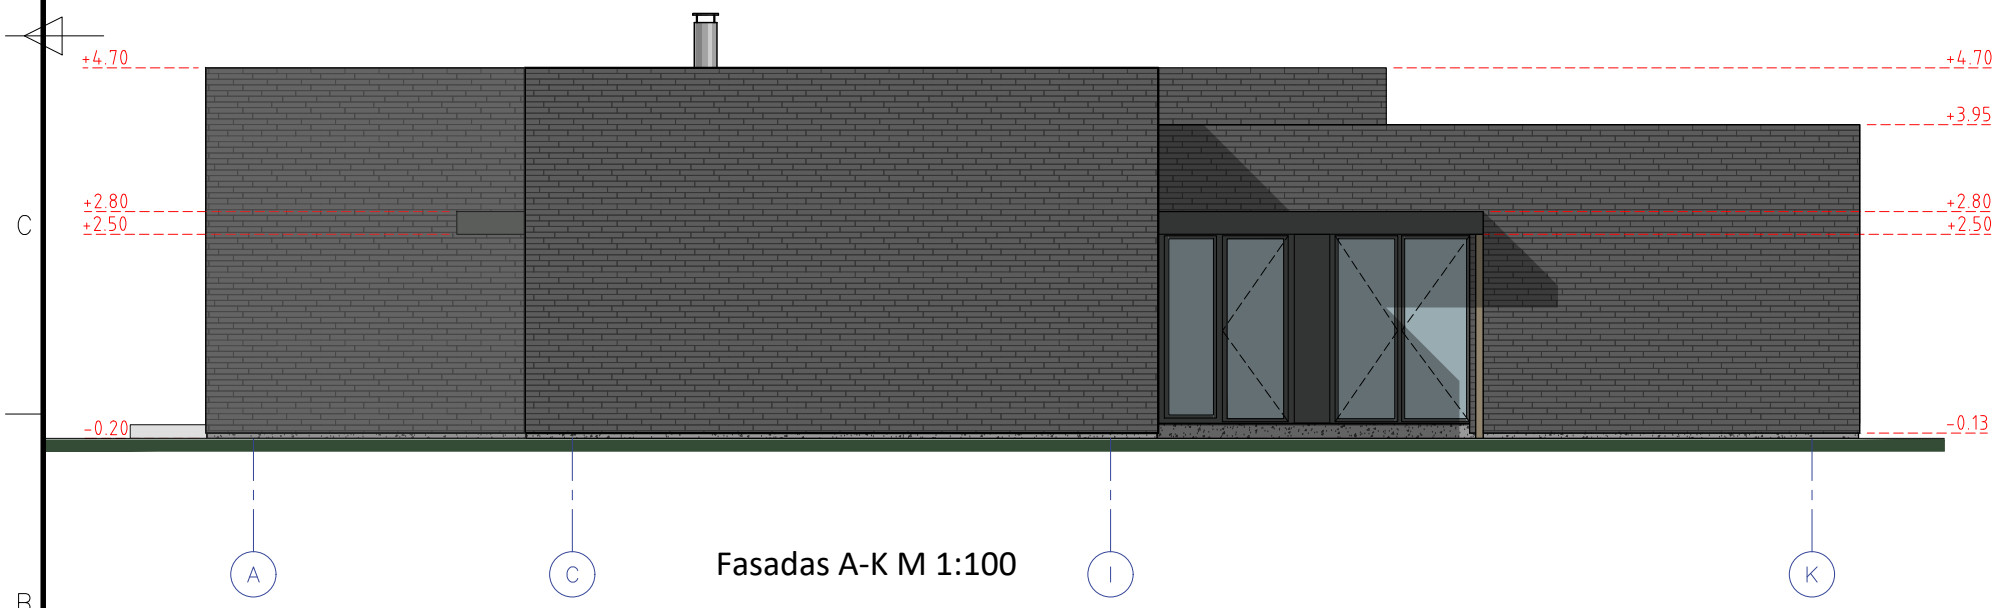 +4.70
+4.70
+3.95
+2.80
+2.50
+2.80
+2.50
C
-0.20
-0.13
A
C
Fasadas A-K M 1:100
I
K
B